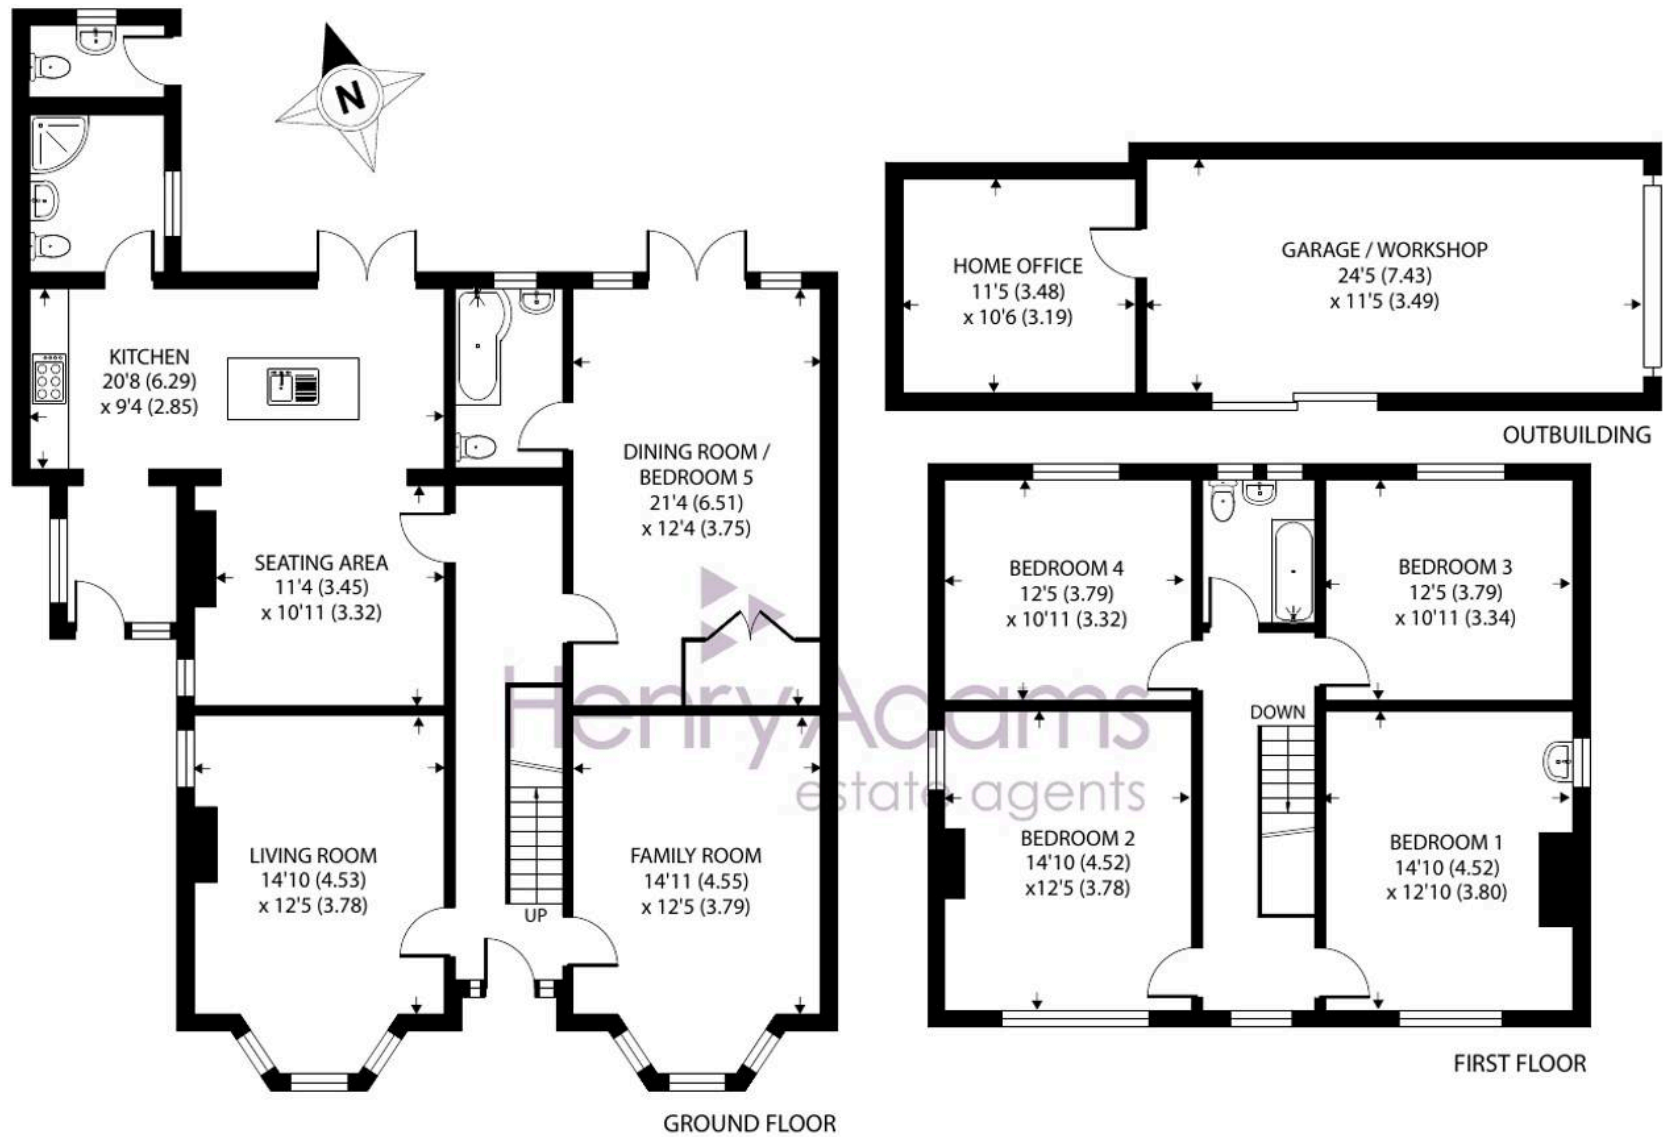 N
KITCHEN
20'8 (6.29)
x 9'4 (2.85)
SEATING AREA
11'4 (3.45)
x 10'11 (3.32)
DINING ROOM /
BEDROOM 5
21'4 (6.51)
x 12'4 (3.75)
LIVING ROOM
14'10 (4.53)
x 12'5 (3.78)
FAMILY ROOM
14'11 (4.55)
x 12'5 (3.79)
UP
GROUND FLOOR
HOME OFFICE
11'5 (3.48)
x 10'6 (3.19)
GARAGE / WORKSHOP
24'5 (7.43)
x 11'5 (3.49)
OUTBUILDING
BEDROOM 4
12'5 (3.79)
x 10'11 (3.32)
BEDROOM 3
12'5 (3.79)
x 10'11 (3.34)
DOWN
BEDROOM 2
14'10 (4.52)
x12'5 (3.78)
BEDROOM 1
14'10 (4.52)
x 12'10 (3.80)
FIRST FLOOR
Henry Adams
estate agents